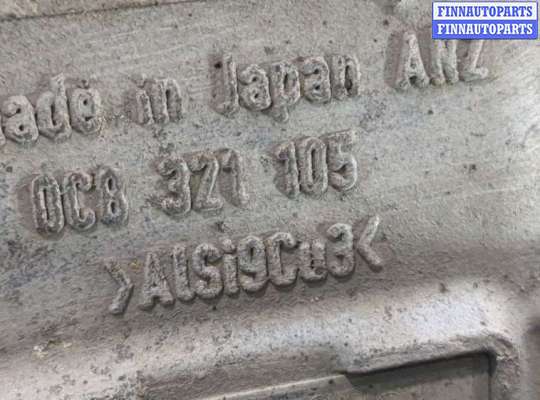 FINNAUTOPARTS
FINNAUTOPARTS
made in Japan ANZ
0C8 321 105
>AlSi9Cu3<